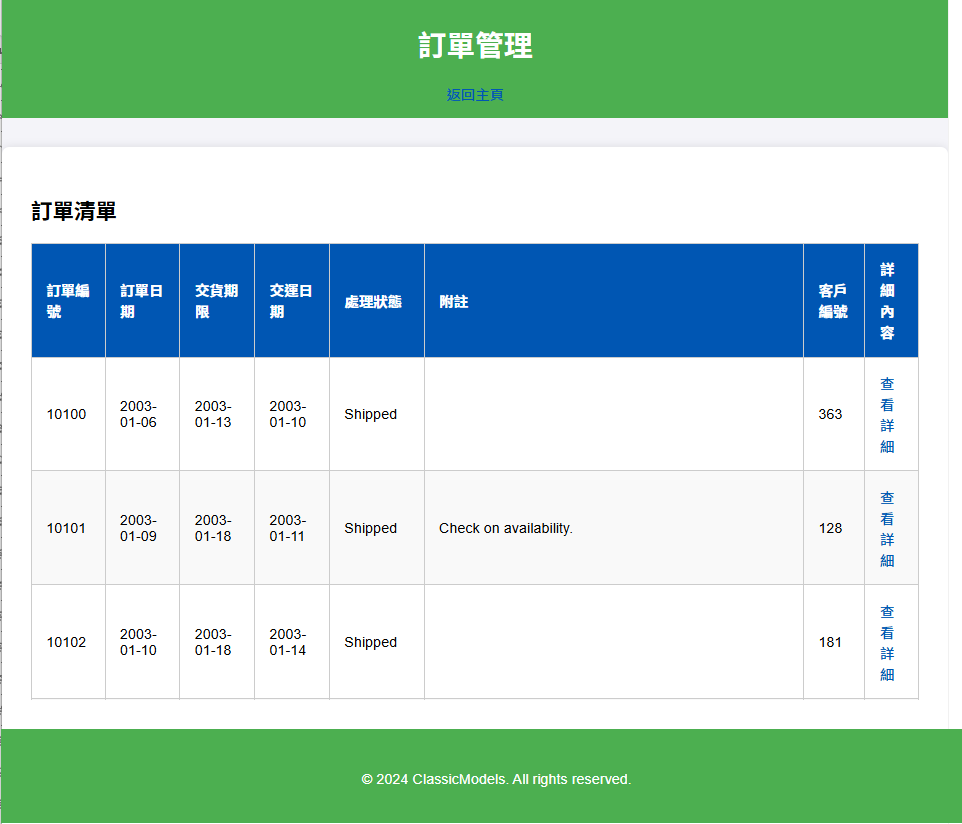 訂單管理
返回主頁
訂單清單
訂單編號 訂單日期 交貨期限 交運日期 處理狀態 附註 客戶編號 詳細內容
10100 2003-01-06 2003-01-13 2003-01-10 Shipped 363 查看詳細
10101 2003-01-09 2003-01-18 2003-01-11 Shipped Check on availability. 128 查看詳細
10102 2003-01-10 2003-01-18 2003-01-14 Shipped 181 查看詳細
© 2024 ClassicModels. All rights reserved.